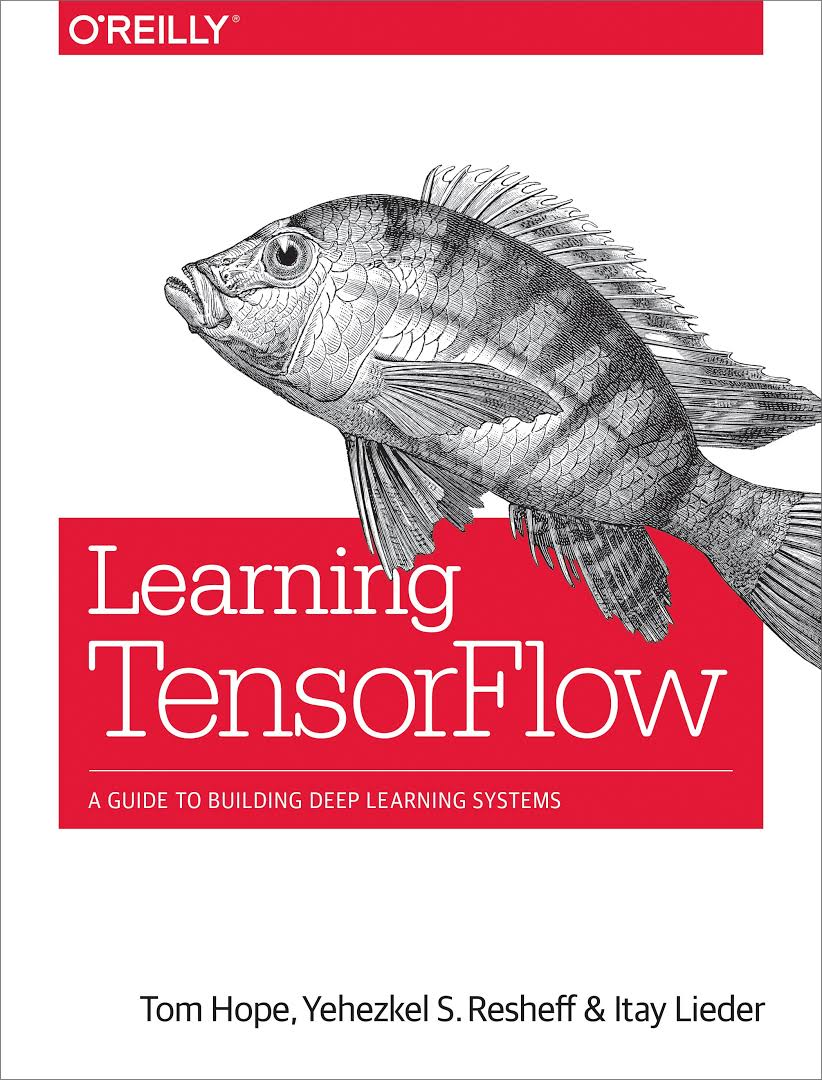 O'REILLY®
Learning
TensorFlow
A GUIDE TO BUILDING DEEP LEARNING SYSTEMS
Tom Hope, Yehezkel S. Resheff & Itay Lieder